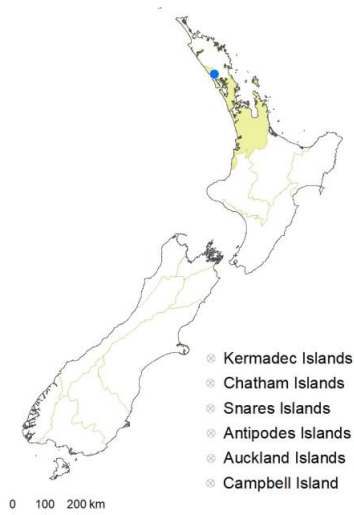 Kermadec Islands
Chatham Islands
Snares Islands
Antipodes Islands
Auckland Islands
Campbell Island
0 100 200 km